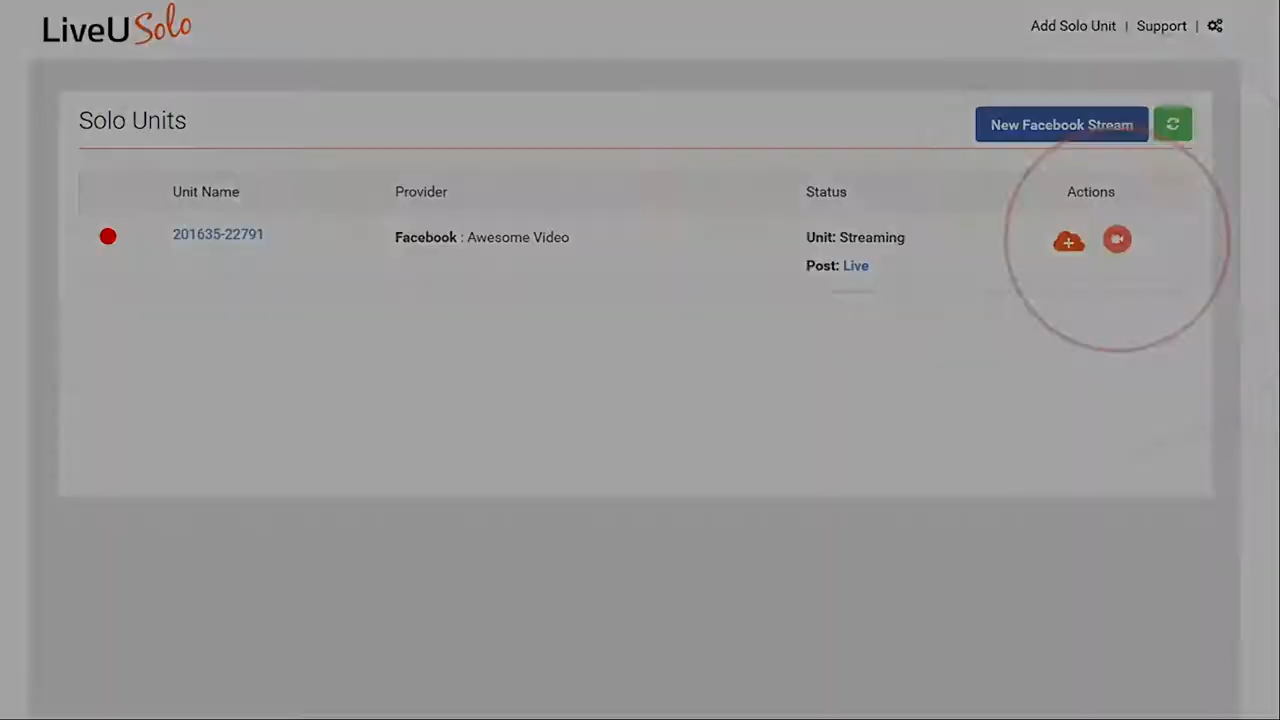 LiveU Solo
Add Solo Unit | Support |
Solo Units
New Facebook Stream
Unit Name Provider Status Actions
201635-22791 Facebook : Awesome Video Unit: Streaming
Post: Live